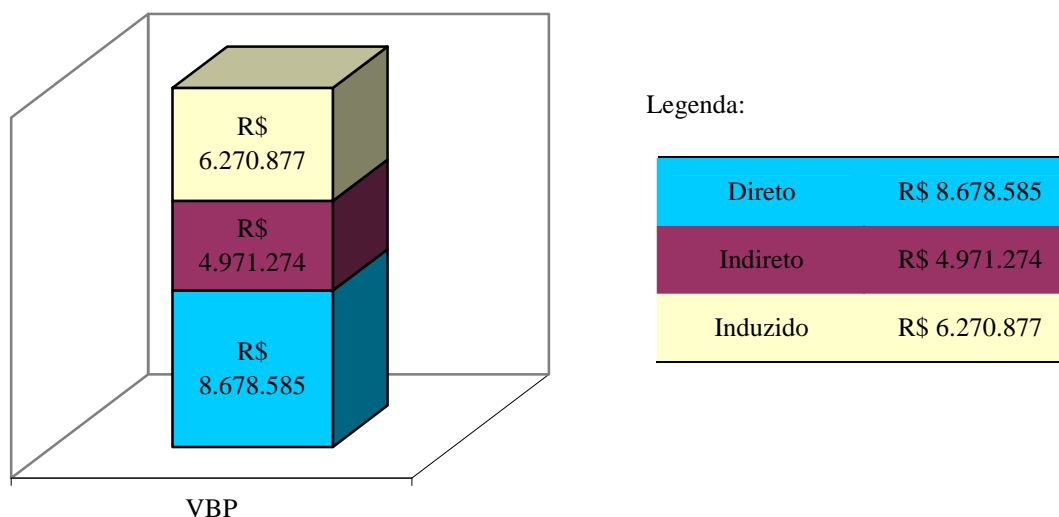 R$
6.270.877
R$
4.971.274
R$
8.678.585
VBP
Legenda:
Direto R$ 8.678.585
Indireto R$ 4.971.274
Induzido R$ 6.270.877